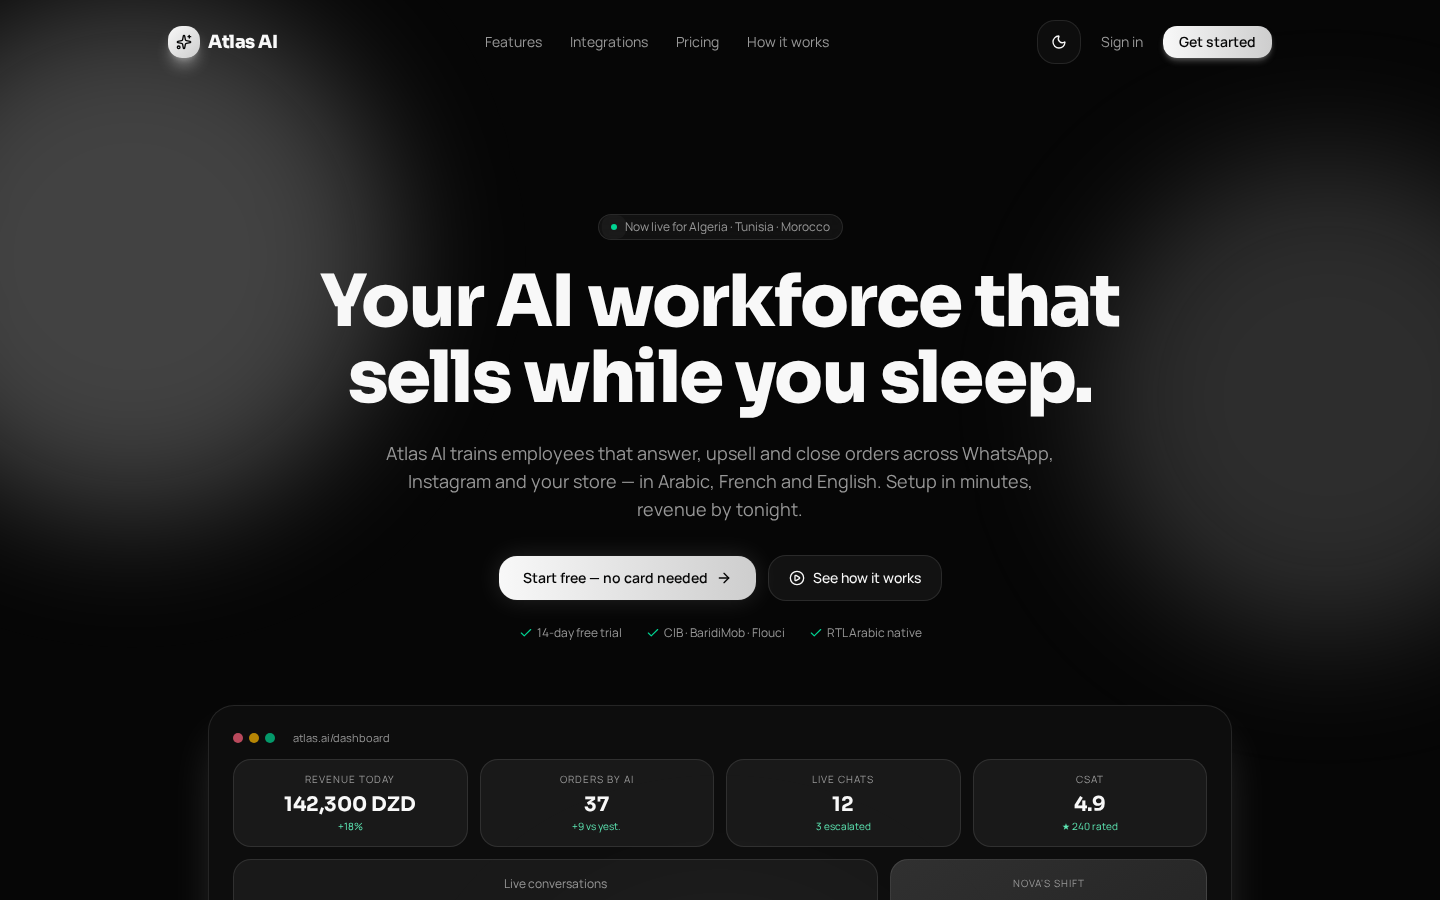 Atlas AI
Features
Integrations
Pricing
How it works
Sign in
Get started
Now live for Algeria · Tunisia · Morocco
Your AI workforce that
sells while you sleep.
Atlas AI trains employees that answer, upsell and close orders across WhatsApp,
Instagram and your store — in Arabic, French and English. Setup in minutes,
revenue by tonight.
Start free — no card needed →
See how it works
14-day free trial
CIB · BaridiMob · Flouci
RTL Arabic native
atlas.ai/dashboard
REVENUE TODAY
142,300 DZD
+18%
ORDERS BY AI
37
+9 vs yest.
LIVE CHATS
12
3 escalated
CSAT
4.9
★ 240 rated
Live conversations
NOVA'S SHIFT